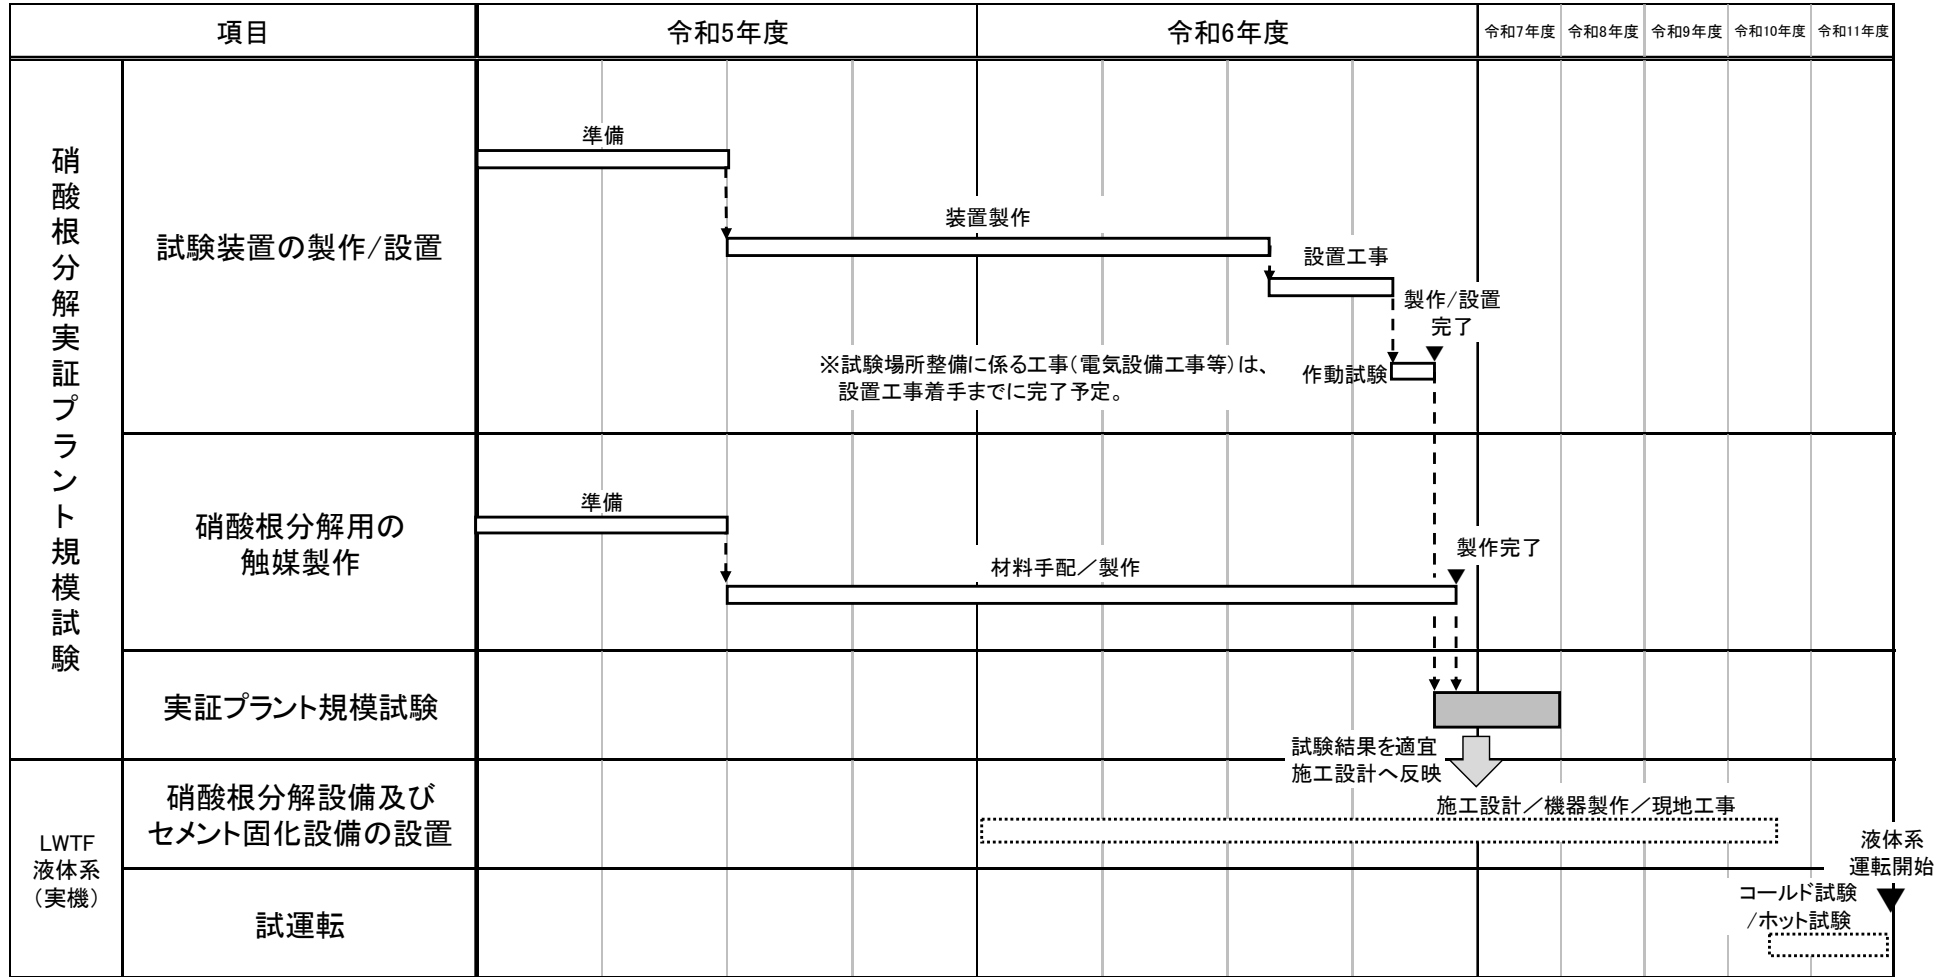 項目
令和5年度
令和6年度
令和7年度
令和8年度
令和9年度
令和10年度
令和11年度
硝酸根分解実証プラント規模試験
試験装置の製作/設置
準備
装置製作
設置工事
製作/設置
完了
作動試験
※試験場所整備に係る工事(電気設備工事等)は、
設置工事着手までに完了予定。
硝酸根分解用の
触媒製作
準備
材料手配/製作
製作完了
実証プラント規模試験
試験結果を適宜
施工設計へ反映
LWTF
液体系
(実機)
硝酸根分解設備及び
セメント固化設備の設置
施工設計/機器製作/現地工事
液体系
運転開始
試運転
コールド試験
/ホット試験